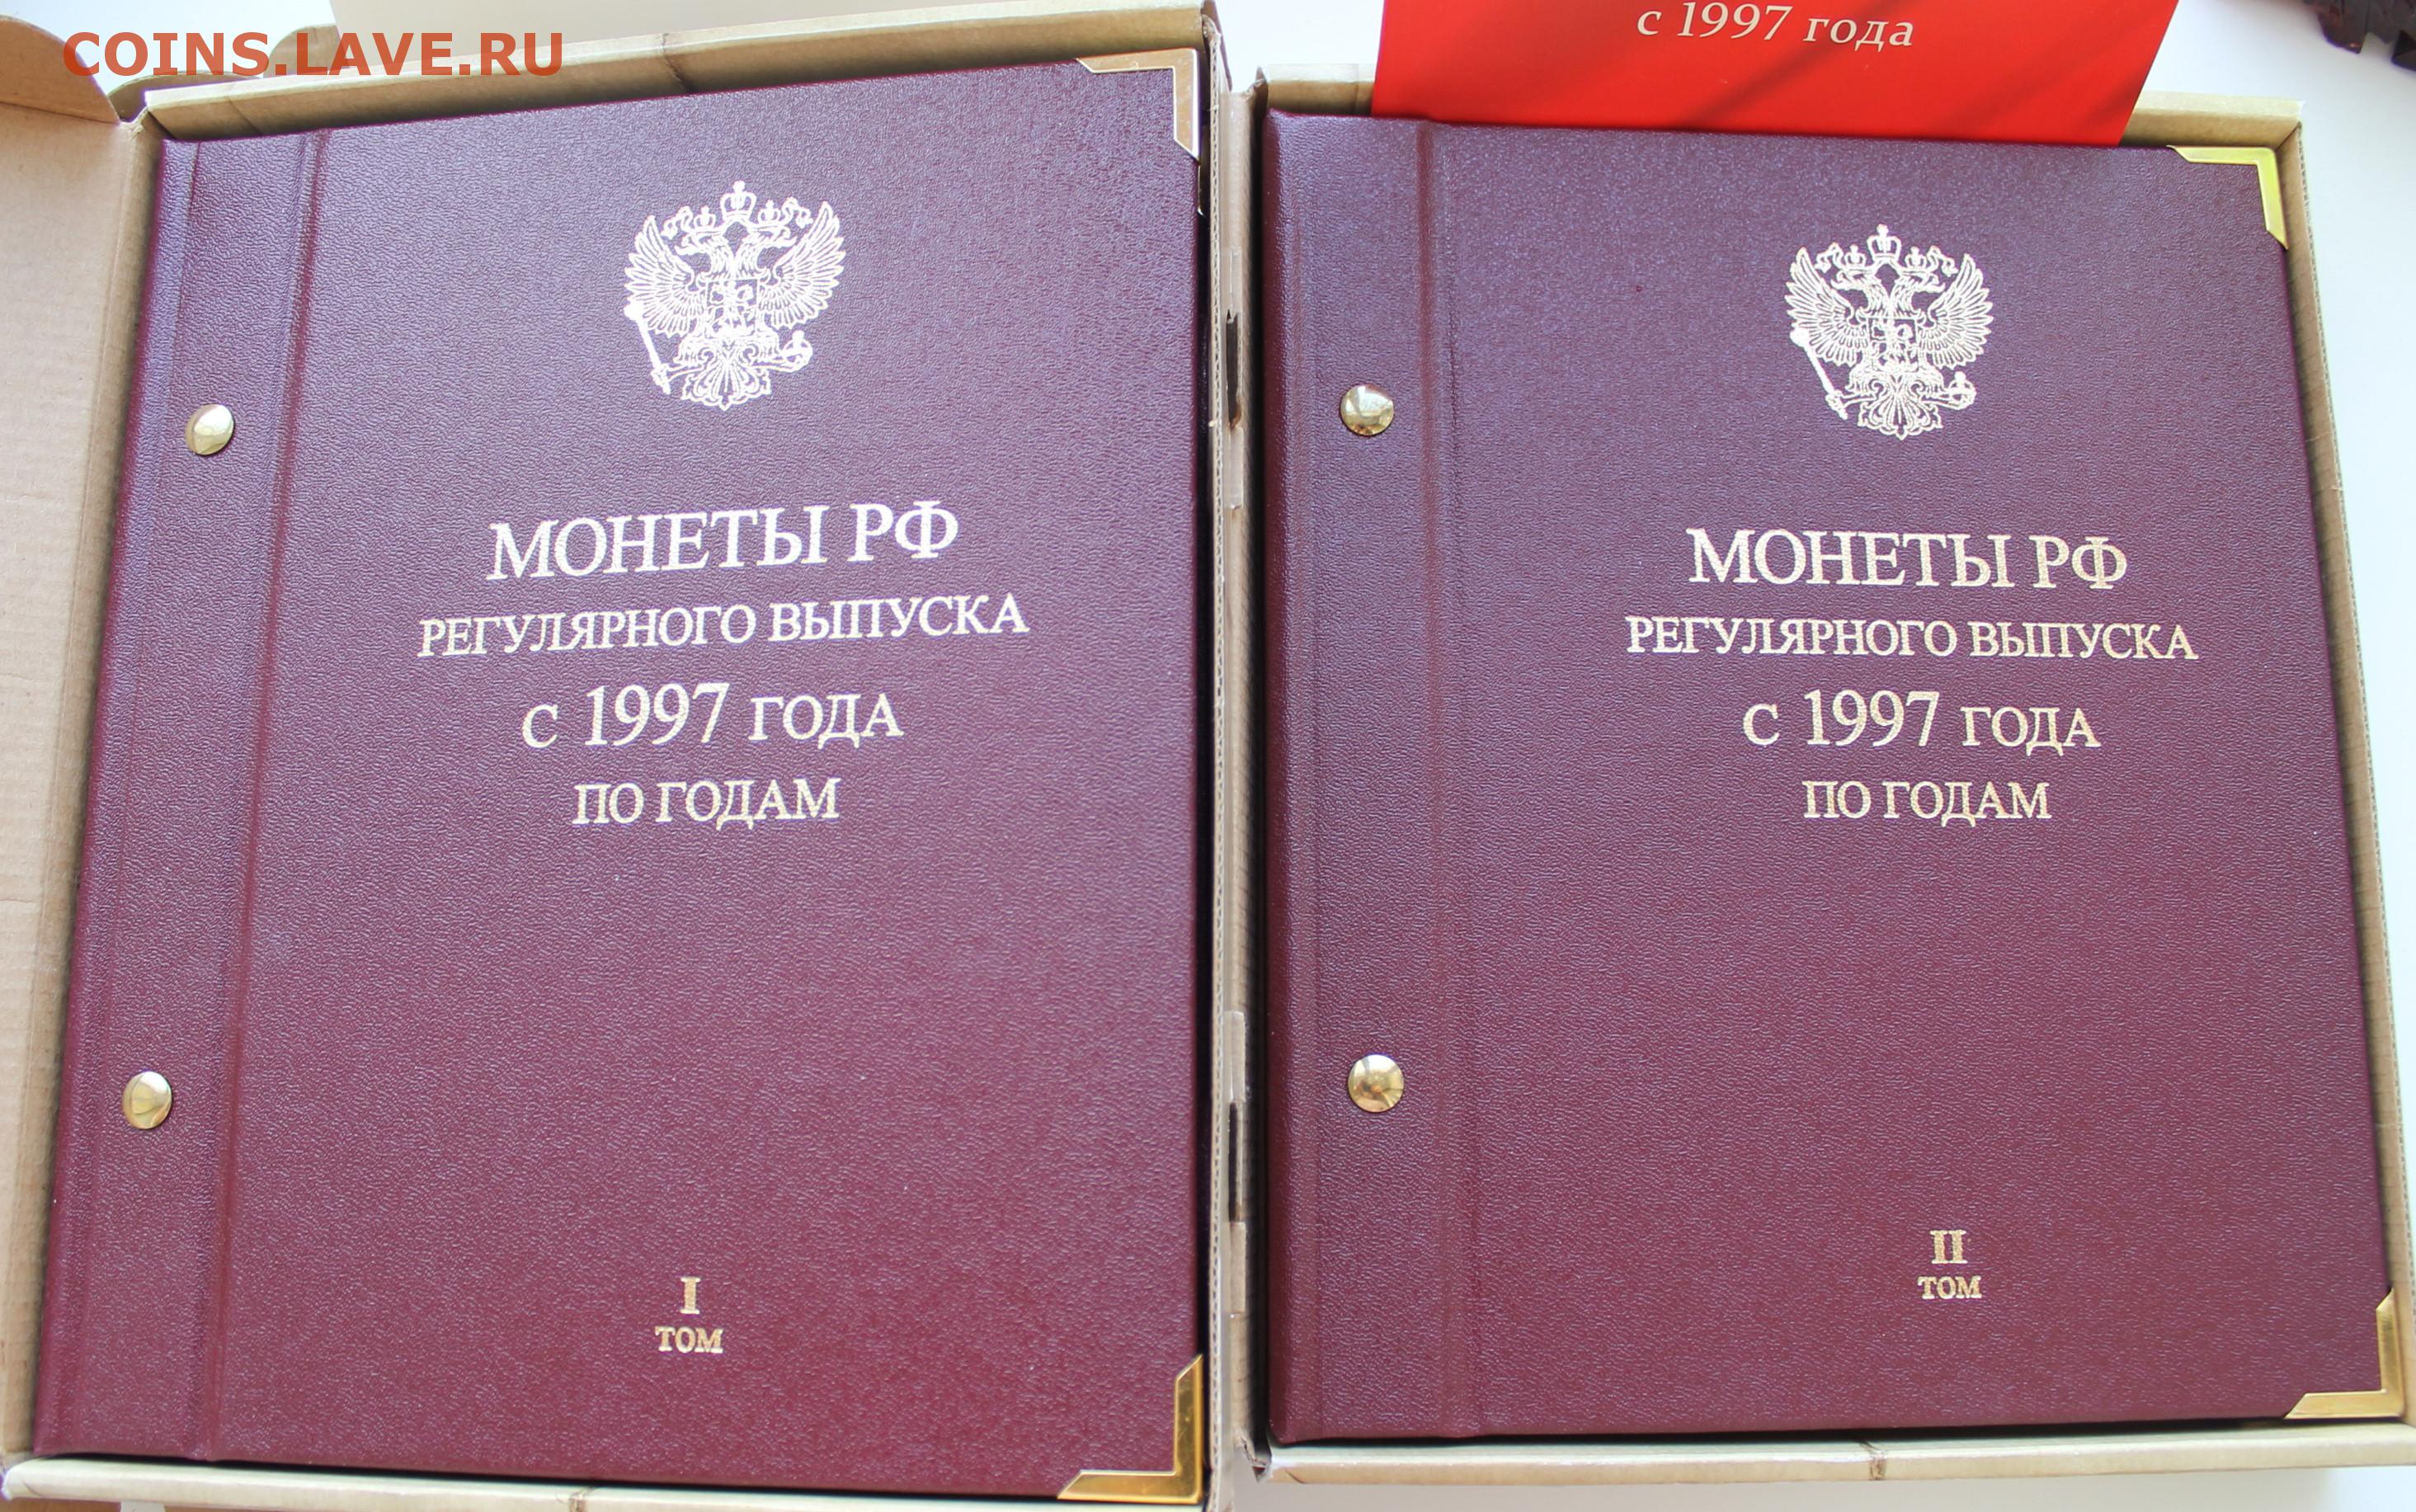 COINS.LAVE.RU
с 1997 года
МОНЕТЫ РФ
РЕГУЛЯРНОГО ВЫПУСКА
С 1997 ГОДА
ПО ГОДАМ
I
ТОМ
МОНЕТЫ РФ
РЕГУЛЯРНОГО ВЫПУСКА
С 1997 ГОДА
ПО ГОДАМ
II
ТОМ